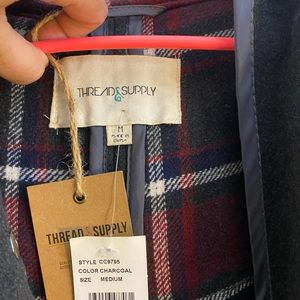 THREAD&SUPPLY
M
MADE IN
CHINA
THREAD & SUPPLY
STYLE CC9795
COLOR CHARCOAL
SIZE MEDIUM